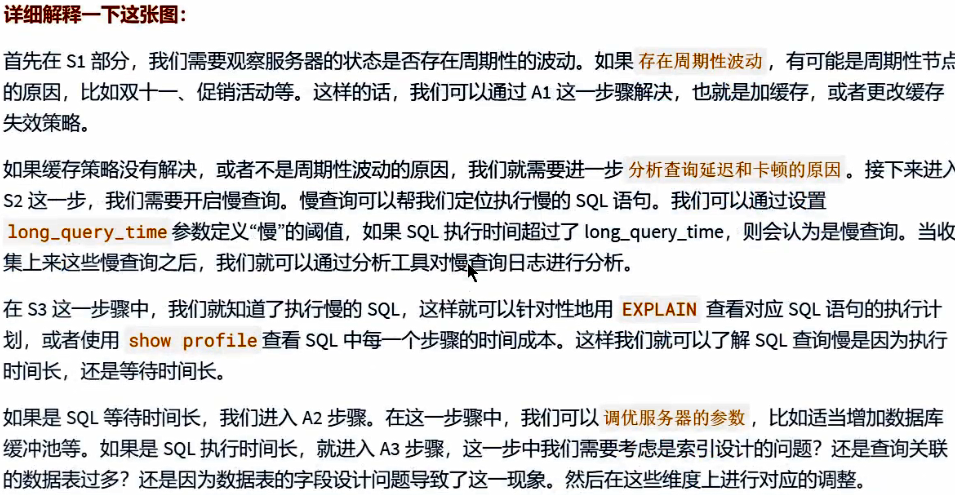 详细解释一下这张图：
首先在 S1 部分，我们需要观察服务器的状态是否存在周期性的波动。如果 存在周期性波动 ，有可能是周期性节点
的原因，比如双十一、促销活动等。这样的话，我们可以通过 A1 这一步骤解决，也就是加缓存，或者更改缓存
失效策略。
如果缓存策略没有解决，或者不是周期性波动的原因，我们就需要进一步 分析查询延迟和卡顿的原因 。接下来进入
S2 这一步，我们需要开启慢查询。慢查询可以帮我们定位执行慢的 SQL 语句。我们可以通过设置
long_query_time 参数定义“慢”的阈值，如果 SQL 执行时间超过了 long_query_time，则会认为是慢查询。当收
集上来这些慢查询之后，我们就可以通过分析工具对慢查询日志进行分析。
在 S3 这一步骤中，我们就知道了执行慢的 SQL，这样就可以针对性地用 EXPLAIN 查看对应 SQL 语句的执行计
划，或者使用 show profile 查看 SQL 中每一个步骤的时间成本。这样我们就可以了解 SQL 查询慢是因为执行
时间长，还是等待时间长。
如果是 SQL 等待时间长，我们进入 A2 步骤。在这一步骤中，我们可以 调优服务器的参数 ，比如适当增加数据库
缓冲池等。如果是 SQL 执行时间长，就进入 A3 步骤，这一步中我们需要考虑是索引设计的问题？还是查询关联
的数据表过多？还是因为数据表的字段设计问题导致了这一现象。然后在这些维度上进行对应的调整。